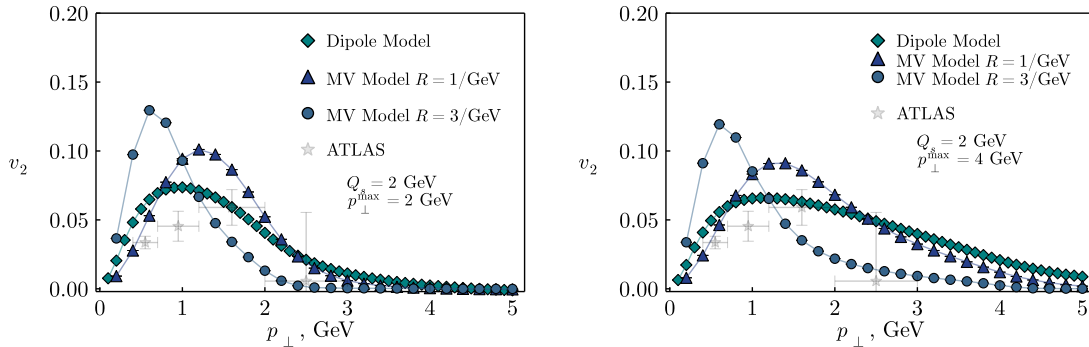 0.20
0.15
0.10
0.05
0.00
v₂
0 1 2 3 4 5
p⊥ , GeV
Dipole Model
MV Model R = 1/GeV
MV Model R = 3/GeV
ATLAS
Qₛ = 2 GeV
p⊥ᵐᵃˣ = 2 GeV
0.20
0.15
0.10
0.05
0.00
v₂
0 1 2 3 4 5
p⊥ , GeV
Dipole Model
MV Model R = 1/GeV
MV Model R = 3/GeV
ATLAS
Qₛ = 2 GeV
p⊥ᵐᵃˣ = 4 GeV